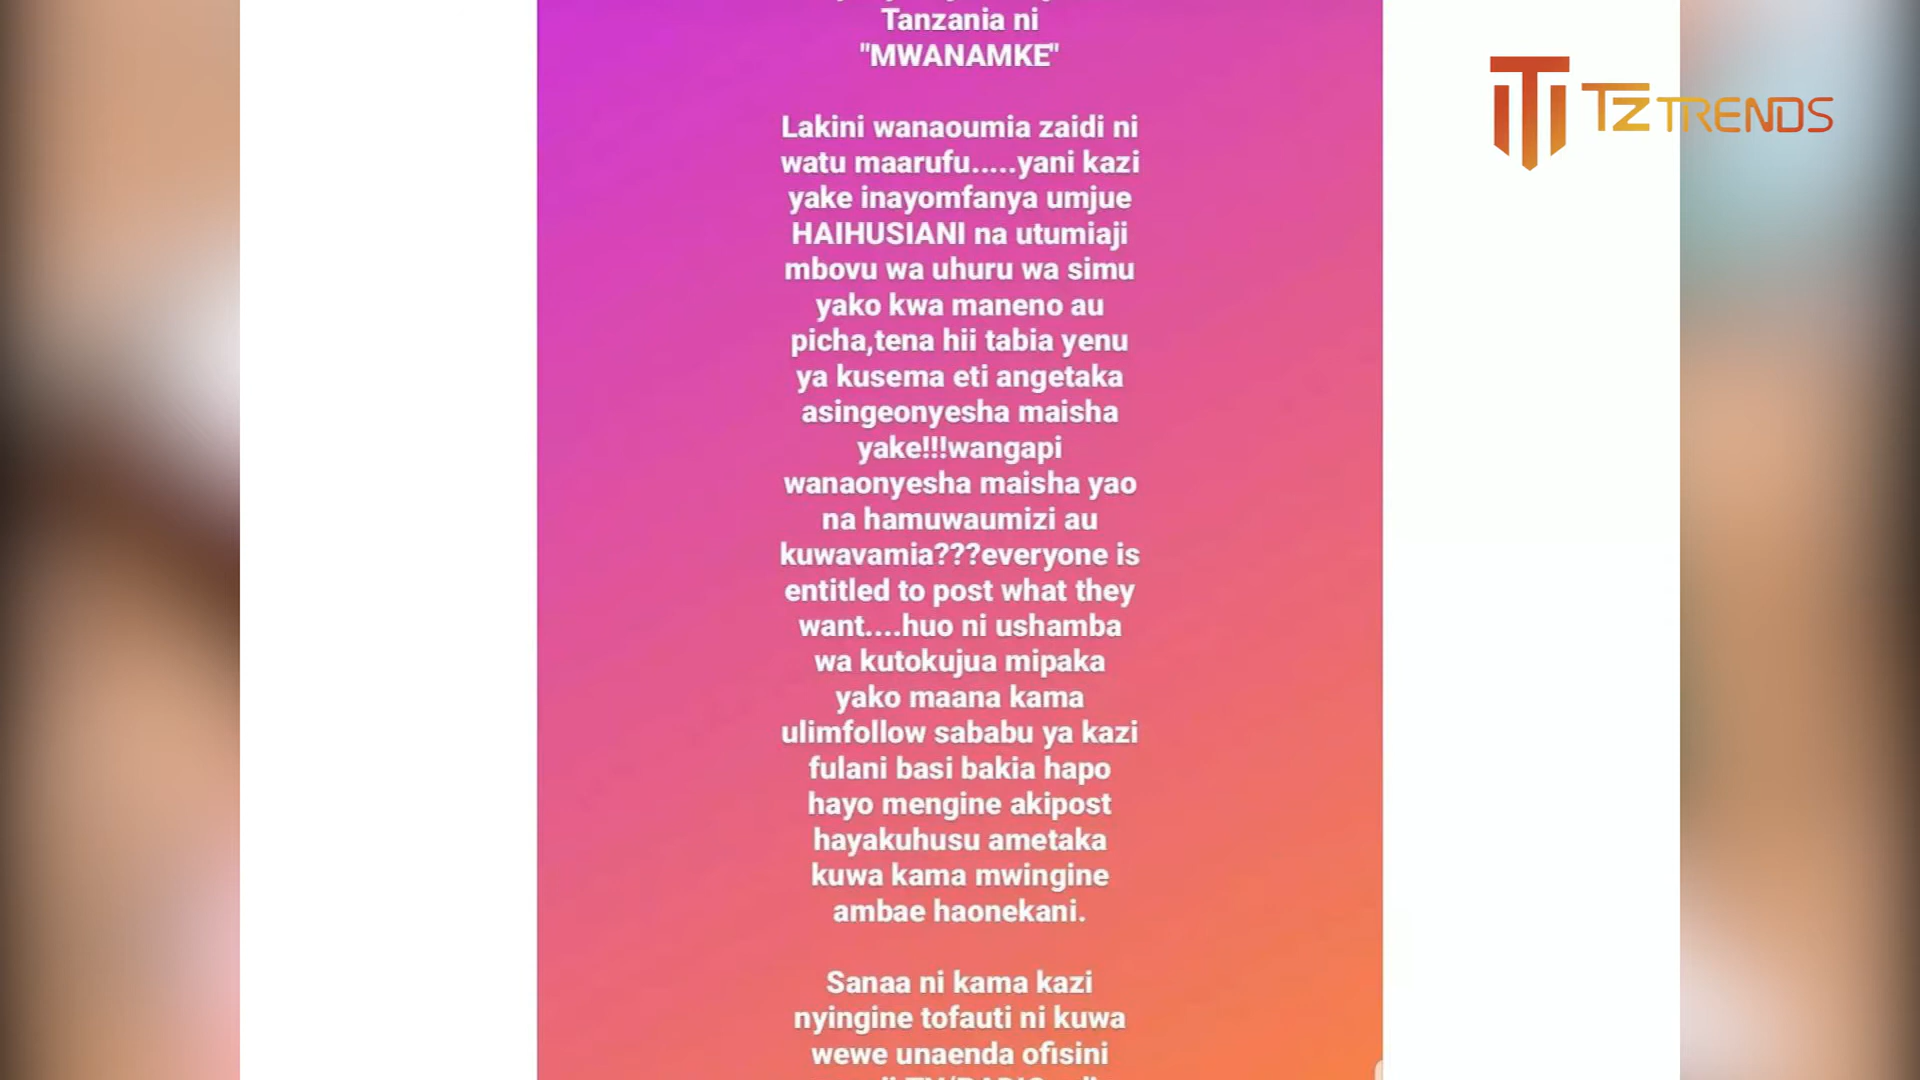 Tanzania ni
"MWANAMKE"
Lakini wanaoumia zaidi ni
watu maarufu.....yani kazi
yake inayomfanya umjue
HAIHUSIANI na utumiaji
mbovu wa uhuru wa simu
yako kwa maneno au
picha,tena hii tabia yenu
ya kusema eti angetaka
asingeonyesha maisha
yake!!!wangapi
wanaonyesha maisha yao
na hamuwaumizi au
kuwavamia???everyone is
entitled to post what they
want....huo ni ushamba
wa kutokujua mipaka
yako maana kama
ulimfollow sababu ya kazi
fulani basi bakia hapo
hayo mengine akipost
hayakuhusu ametaka
kuwa kama mwingine
ambae haonekani.
Sanaa ni kama kazi
nyingine tofauti ni kuwa
wewe unaenda ofisini
TZ TRENDS